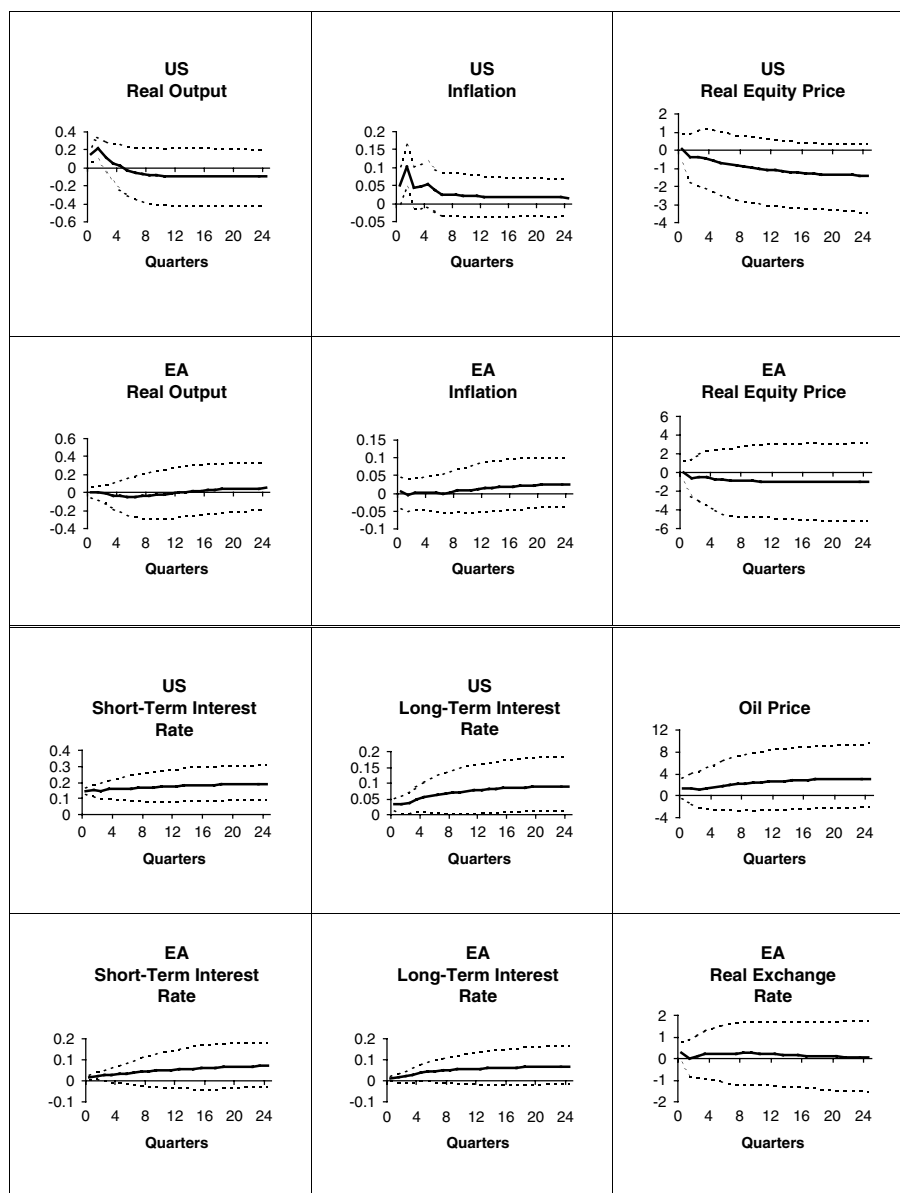 US
Real Output
0.4
0.2
0
-0.2
-0.4
-0.6
0 4 8 12 16 20 24
Quarters
US
Inflation
0.2
0.15
0.1
0.05
0
-0.05
0 4 8 12 16 20 24
Quarters
US
Real Equity Price
2
1
0
-1
-2
-3
-4
0 4 8 12 16 20 24
Quarters
EA
Real Output
0.6
0.4
0.2
0
-0.2
-0.4
0 4 8 12 16 20 24
Quarters
EA
Inflation
0.15
0.1
0.05
0
-0.05
-0.1
0 4 8 12 16 20 24
Quarters
EA
Real Equity Price
6
4
2
0
-2
-4
-6
0 4 8 12 16 20 24
Quarters
US
Short-Term Interest
Rate
0.4
0.3
0.2
0.1
0
0 4 8 12 16 20 24
Quarters
US
Long-Term Interest
Rate
0.2
0.15
0.1
0.05
0
0 4 8 12 16 20 24
Quarters
Oil Price
12
8
4
0
-4
0 4 8 12 16 20 24
Quarters
EA
Short-Term Interest
Rate
0.2
0.1
0
-0.1
0 4 8 12 16 20 24
Quarters
EA
Long-Term Interest
Rate
0.2
0.1
0
-0.1
0 4 8 12 16 20 24
Quarters
EA
Real Exchange
Rate
2
1
0
-1
-2
0 4 8 12 16 20 24
Quarters